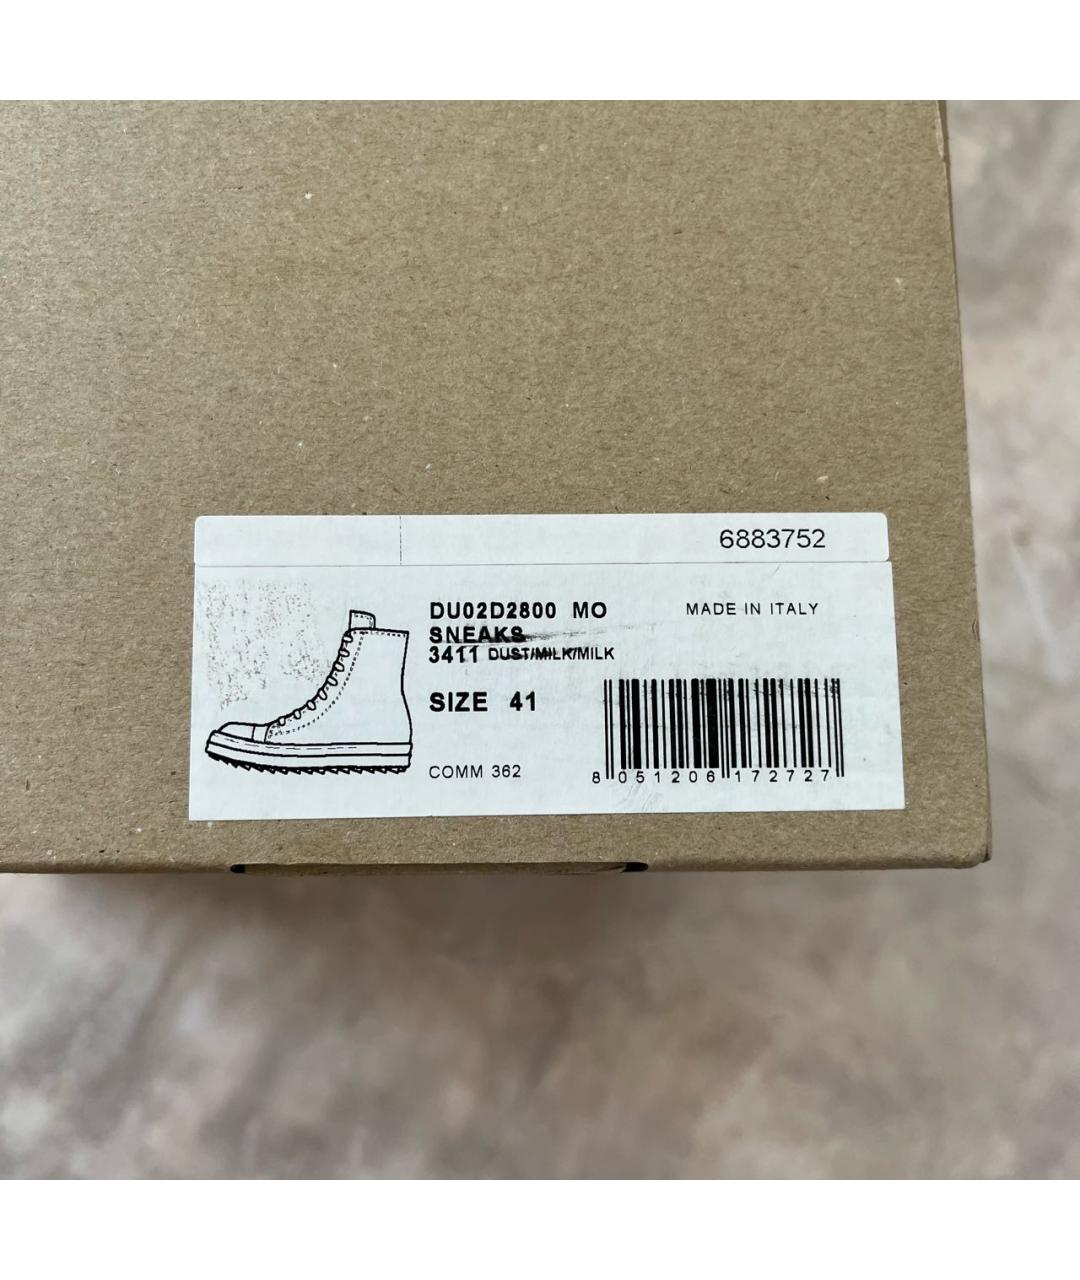 6883752
DU02D2800 MO
MADE IN ITALY
SNEAKS
3411 DUST/MILK/MILK
SIZE 41
COMM 362
8 051206 172727